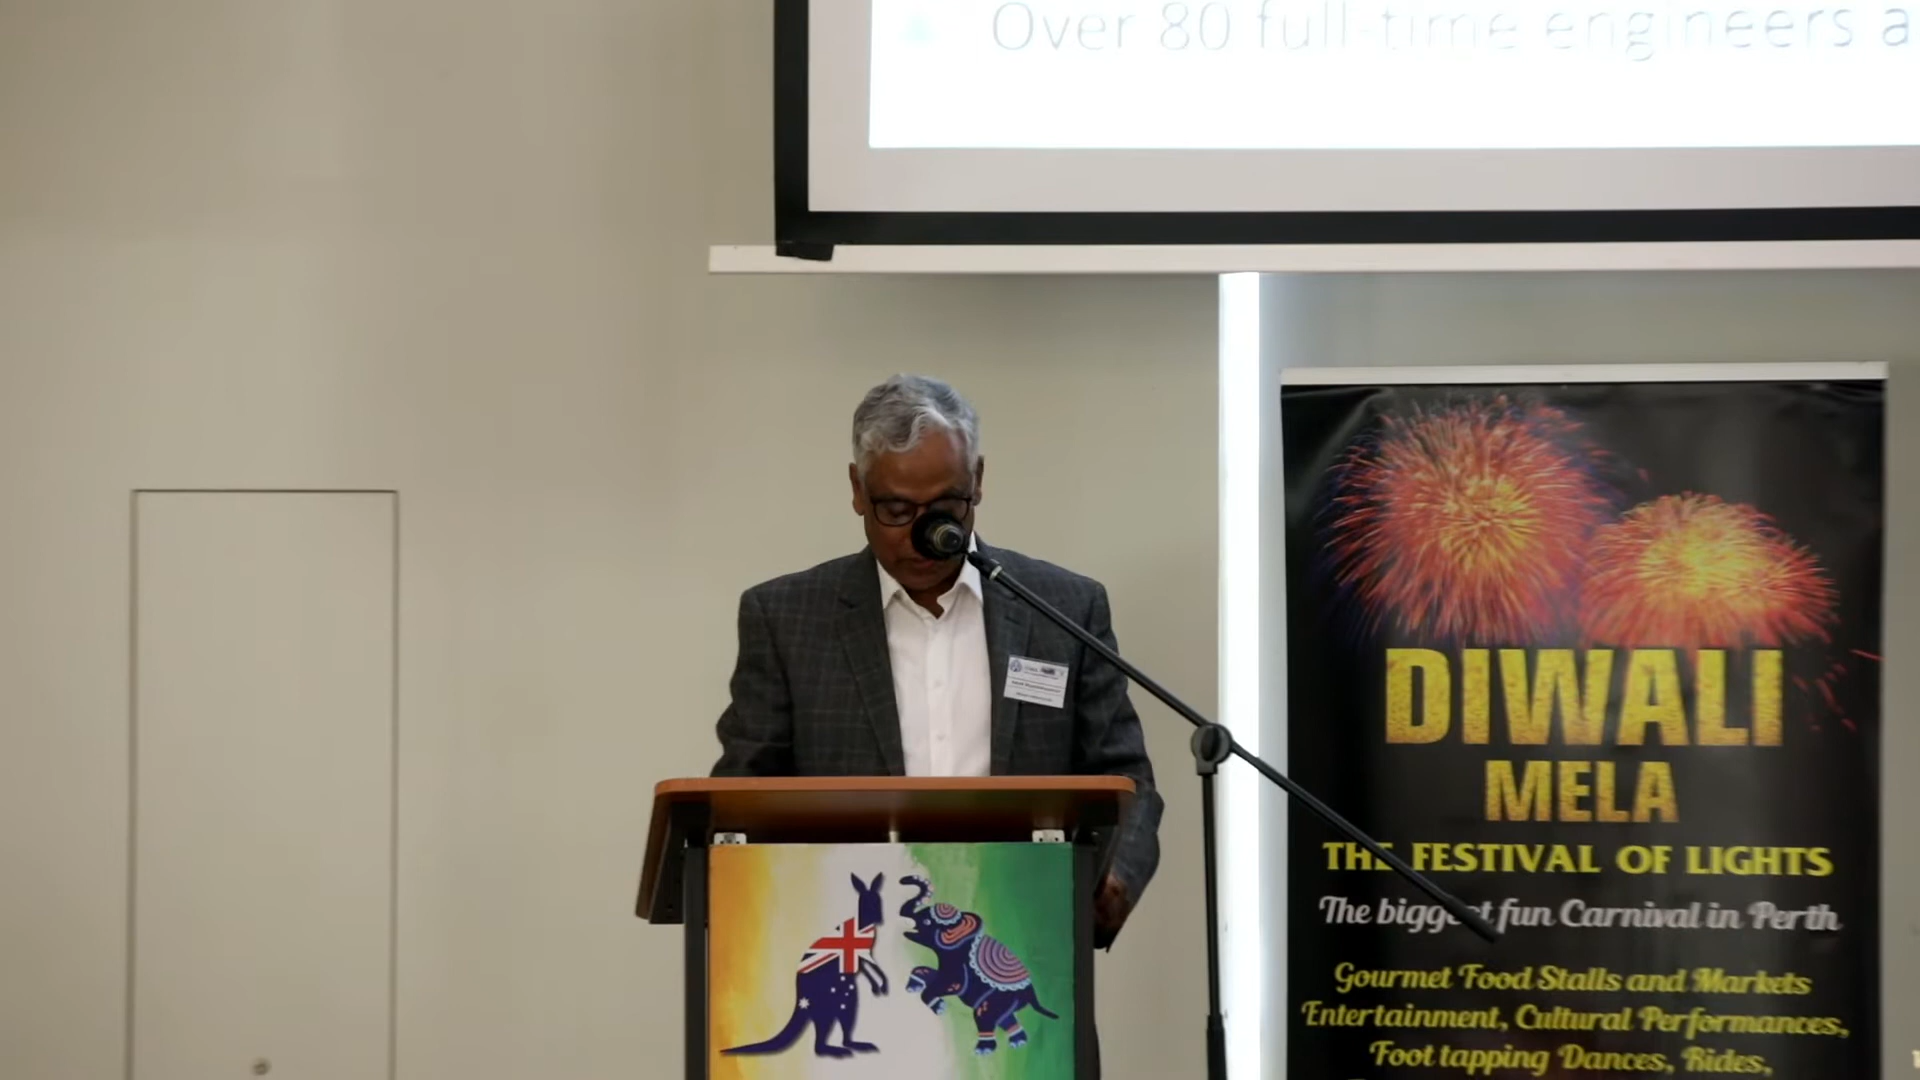 Over 80 full-time engineers a
DIWALI
MELA
THE FESTIVAL OF LIGHTS
The biggest fun Carnival in Perth
Gourmet Food Stalls and Markets
Entertainment, Cultural Performances,
Foot tapping Dances, Rides,